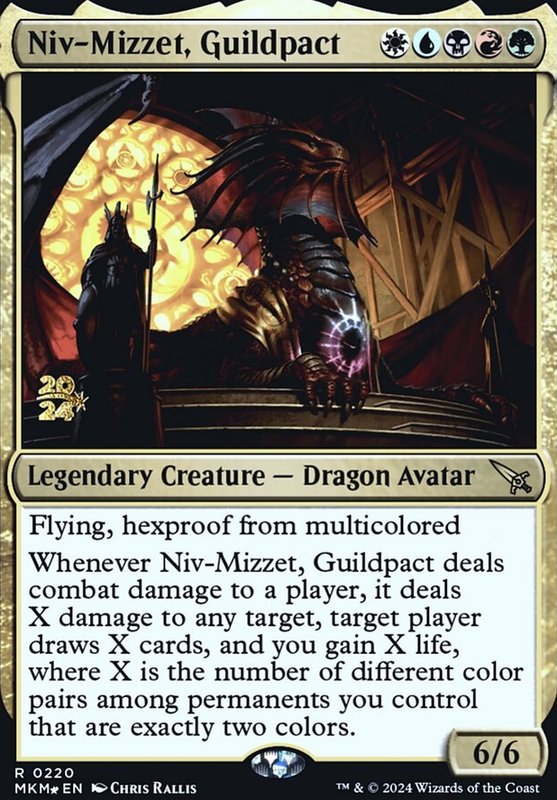 Niv-Mizzet, Guildpact
20
24
Legendary Creature — Dragon Avatar
Flying, hexproof from multicolored
Whenever Niv-Mizzet, Guildpact deals
combat damage to a player, it deals
X damage to any target, target player
draws X cards, and you gain X life,
where X is the number of different color
pairs among permanents you control
that are exactly two colors.
6/6
R 0220
MKM★EN Chris Rallis
™ & © 2024 Wizards of the Coast